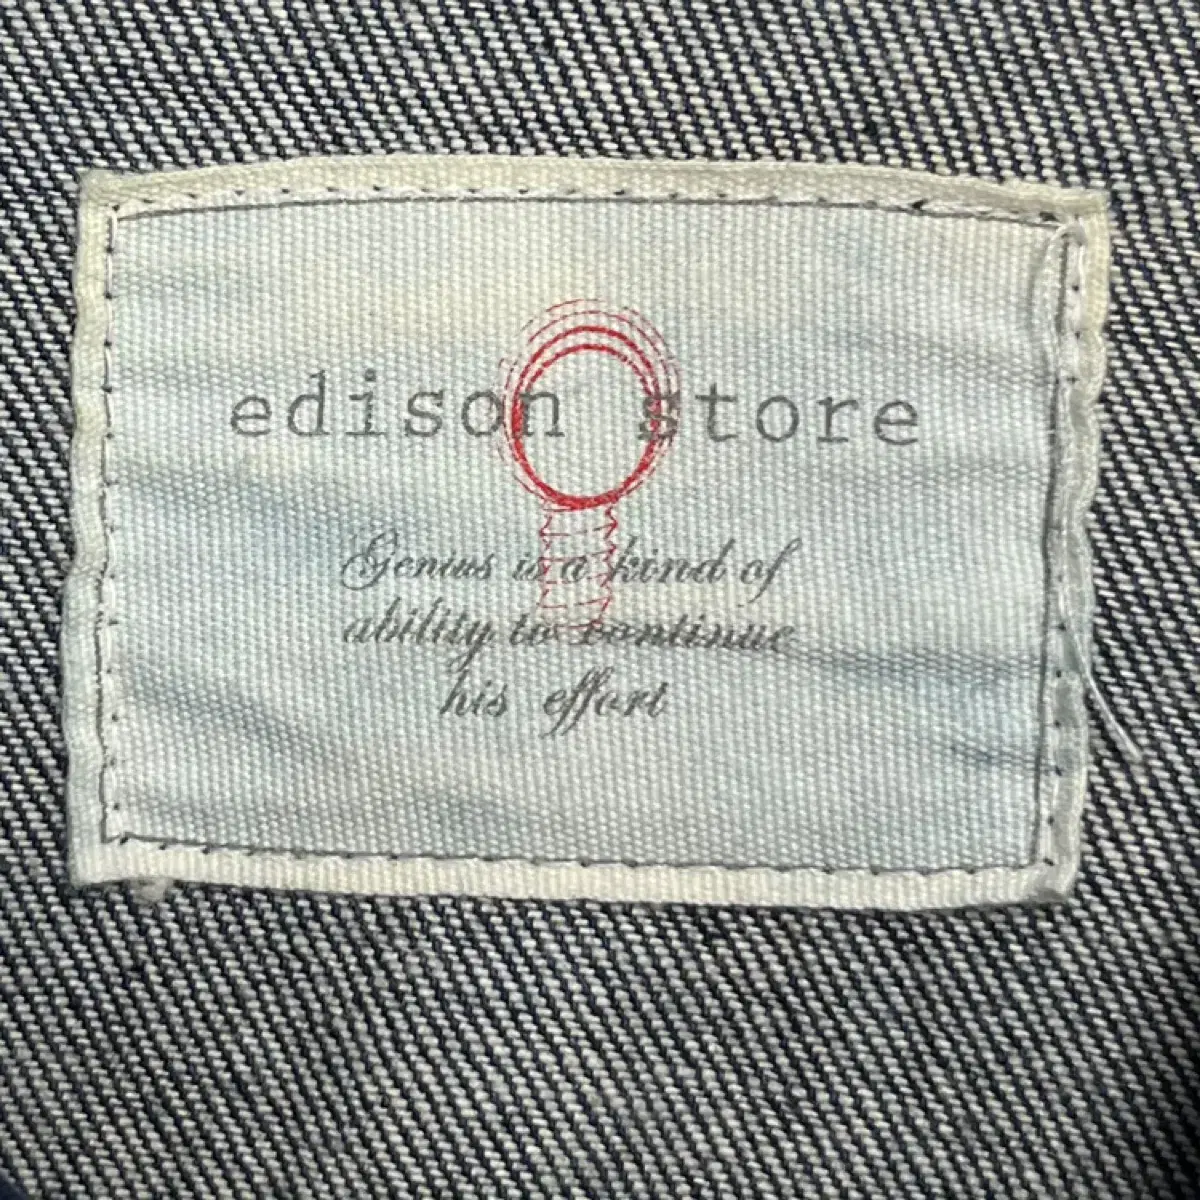 edison store
Genius is a kind of
ability to continue
his effort